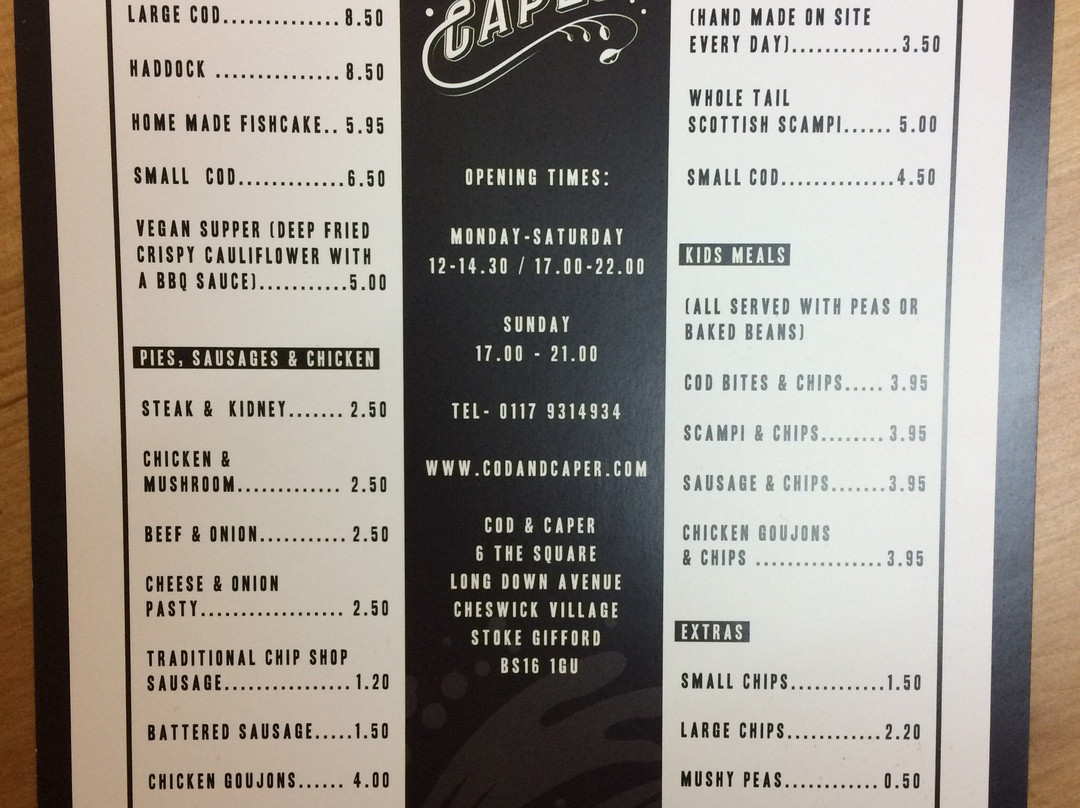 LARGE COD...............8.50
HADDOCK ...............8.50
HOME MADE FISHCAKE.. 5.95
SMALL COD.............6.50
VEGAN SUPPER (DEEP FRIED
CRISPY CAULIFLOWER WITH
A BBQ SAUCE)...........5.00
PIES, SAUSAGES & CHICKEN
STEAK & KIDNEY....... 2.50
CHICKEN &
MUSHROOM............. 2.50
BEEF & ONION........... 2.50
CHEESE & ONION
PASTY.................. 2.50
TRADITIONAL CHIP SHOP
SAUSAGE................1.20
BATTERED SAUSAGE.....1.50
CHICKEN GOUJONS...... 4.00
CAPER
OPENING TIMES:
MONDAY-SATURDAY
12-14.30 / 17.00-22.00
SUNDAY
17.00 - 21.00
TEL- 0117 9314934
WWW.CODANDCAPER.COM
COD & CAPER
6 THE SQUARE
LONG DOWN AVENUE
CHESWICK VILLAGE
STOKE GIFFORD
BS16 1GU
(HAND MADE ON SITE
EVERY DAY).............3.50
WHOLE TAIL
SCOTTISH SCAMPI...... 5.00
SMALL COD..............4.50
KIDS MEALS
(ALL SERVED WITH PEAS OR
BAKED BEANS)
COD BITES & CHIPS..... 3.95
SCAMPI & CHIPS........3.95
SAUSAGE & CHIPS.......3.95
CHICKEN GOUJONS
& CHIPS ................3.95
EXTRAS
SMALL CHIPS............1.50
LARGE CHIPS............2.20
MUSHY PEAS............ 0.50